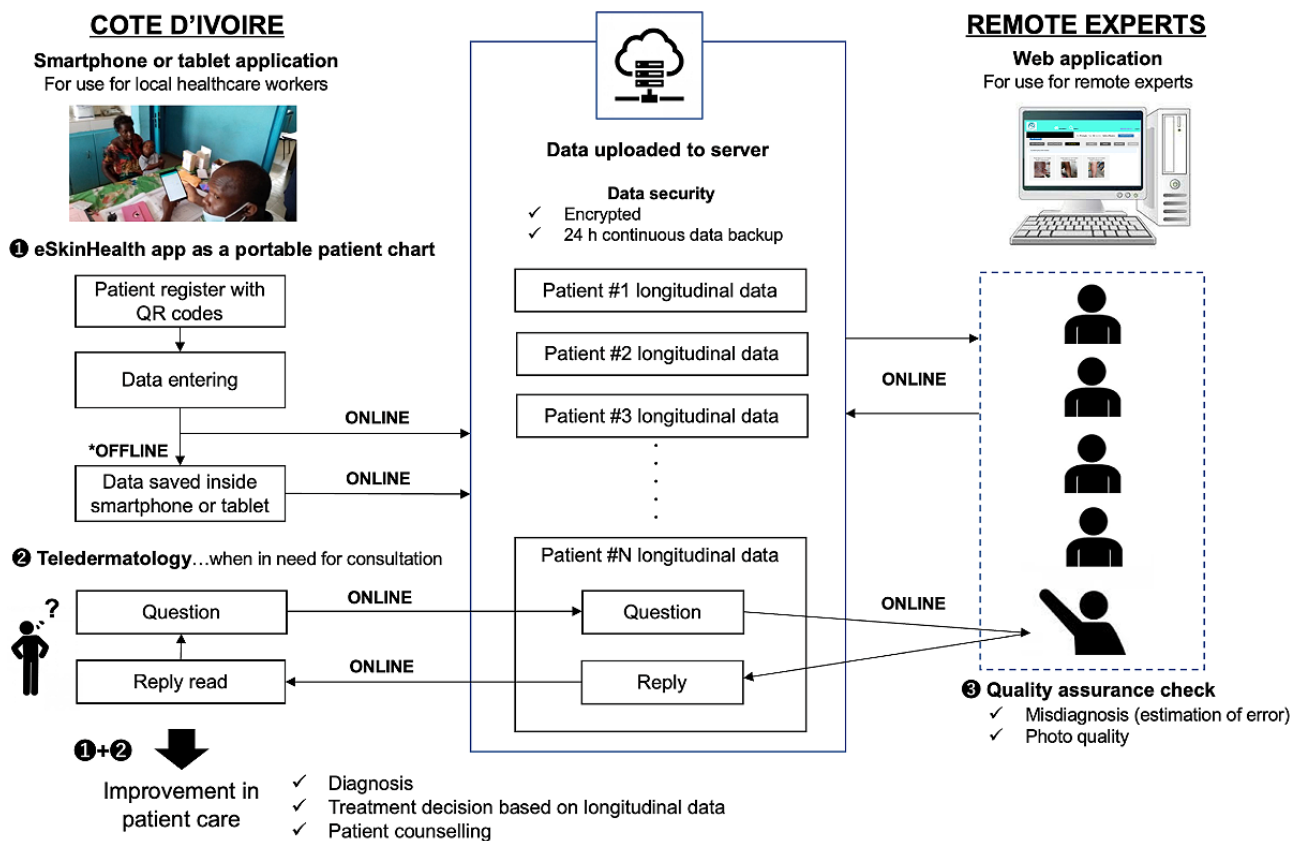 COTE D'IVOIRE
Smartphone or tablet application
For use for local healthcare workers
❶ eSkinHealth app as a portable patient chart
Patient register with
QR codes
Data entering
ONLINE
*OFFLINE
Data saved inside
smartphone or tablet
ONLINE
❷ Teledermatology…when in need for consultation
?
Question
ONLINE
Reply read
ONLINE
❶+❷
Improvement in
patient care
✓ Diagnosis
✓ Treatment decision based on longitudinal data
✓ Patient counselling
Data uploaded to server
Data security
✓ Encrypted
✓ 24 h continuous data backup
Patient #1 longitudinal data
Patient #2 longitudinal data
Patient #3 longitudinal data
Patient #N longitudinal data
Question
Reply
ONLINE
ONLINE
REMOTE EXPERTS
Web application
For use for remote experts
❸ Quality assurance check
✓ Misdiagnosis (estimation of error)
✓ Photo quality